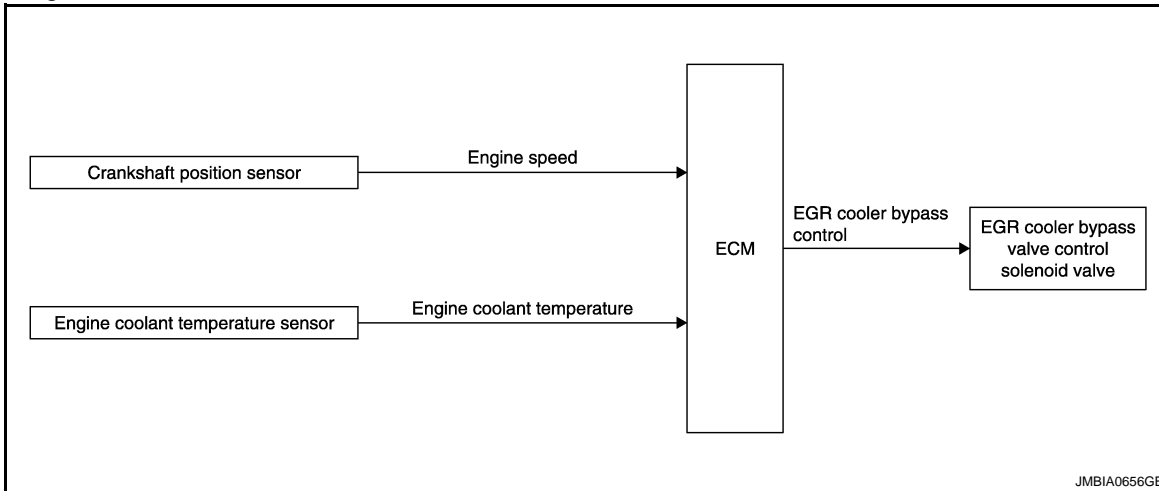 Crankshaft position sensor
Engine speed
Engine coolant temperature sensor
Engine coolant temperature
ECM
EGR cooler bypass
control
EGR cooler bypass
valve control
solenoid valve
JMBIA0656GB